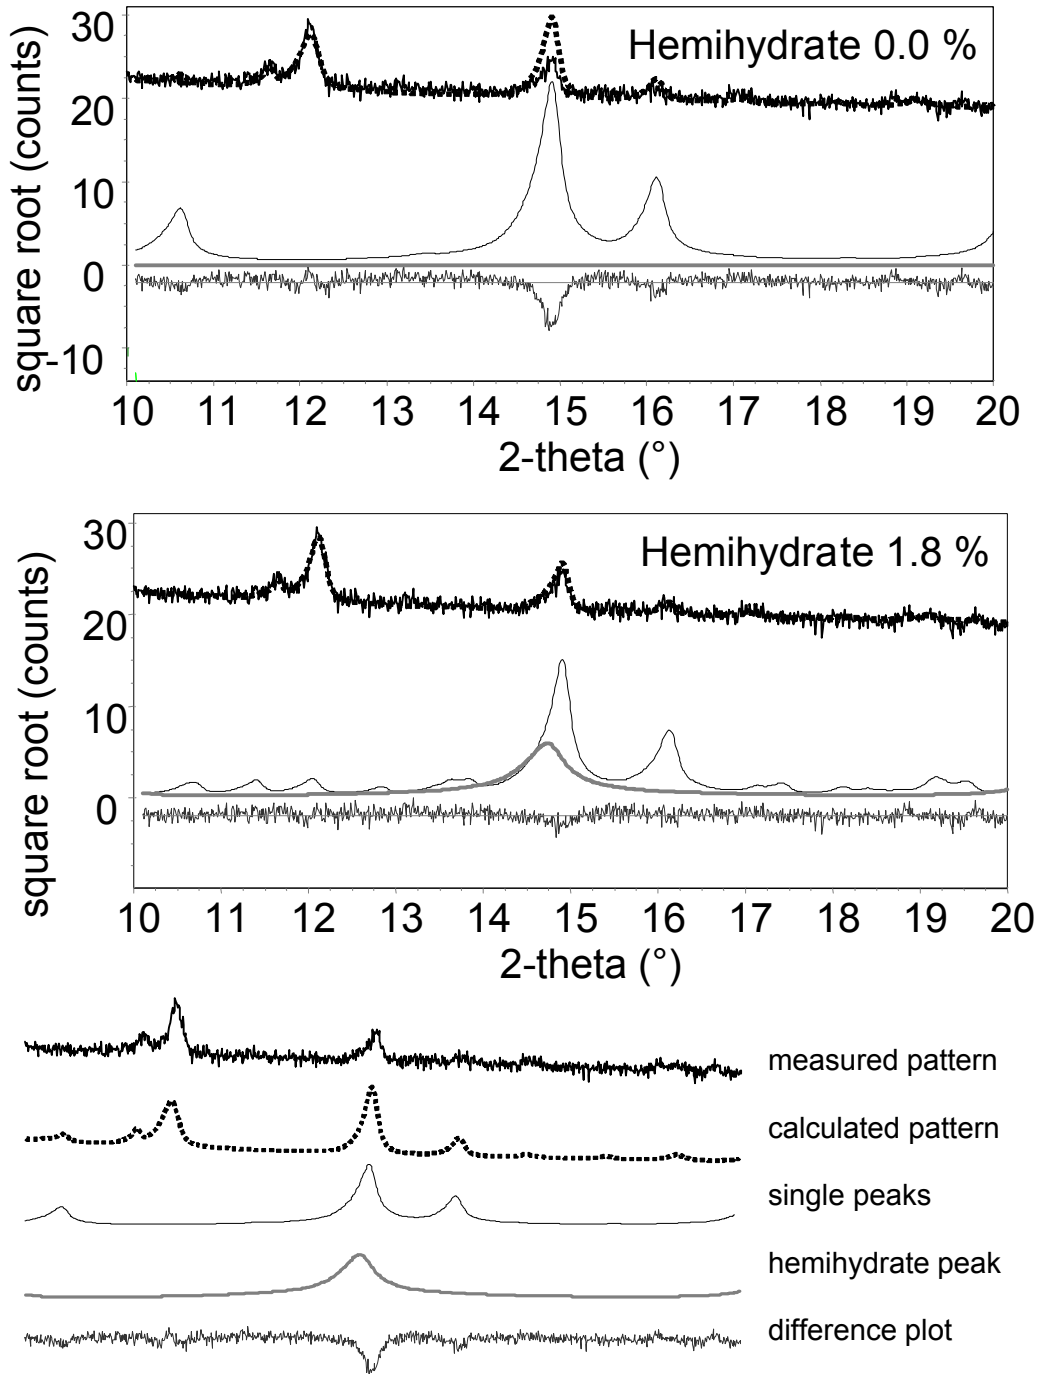 square root (counts)
30
20
10
0
-10
Hemihydrate 0.0 %
10 11 12 13 14 15 16 17 18 19 20
2-theta (°)
square root (counts)
30
20
10
0
Hemihydrate 1.8 %
10 11 12 13 14 15 16 17 18 19 20
2-theta (°)
measured pattern
calculated pattern
single peaks
hemihydrate peak
difference plot